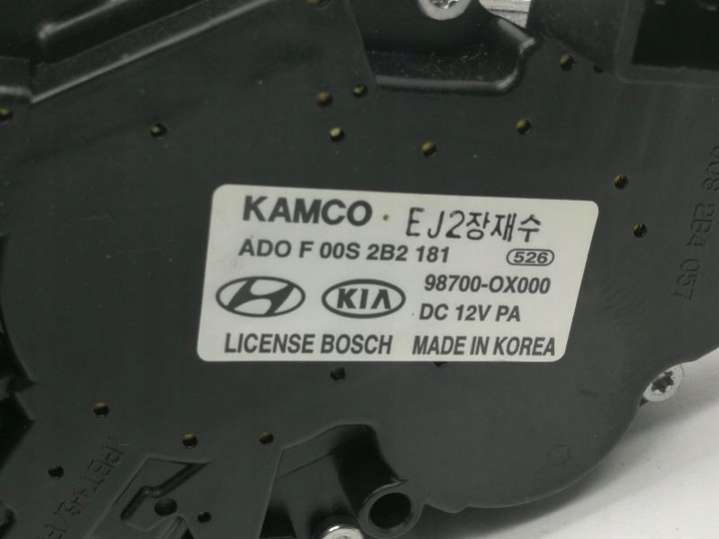 KAMCO · EJ2장재수
ADO F 00S 2B2 181 526
98700-OX000
KIA
DC 12V PA
LICENSE BOSCH MADE IN KOREA